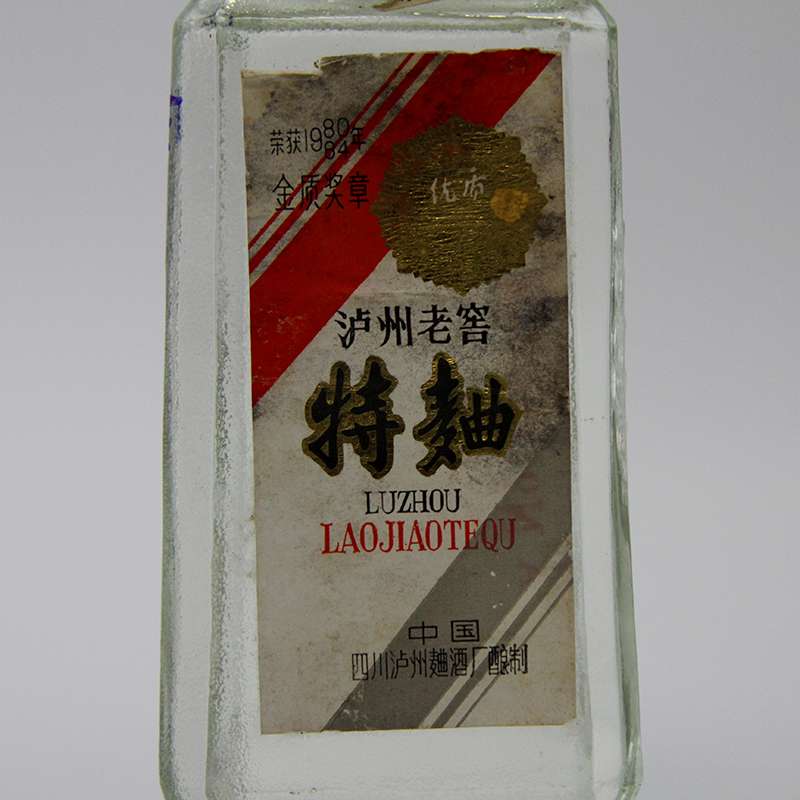 荣获1980 84年
金质奖章
优质
泸州老窖
特麯
LUZHOU
LAOJIAOTEQU
中国
四川泸州麯酒厂酿制